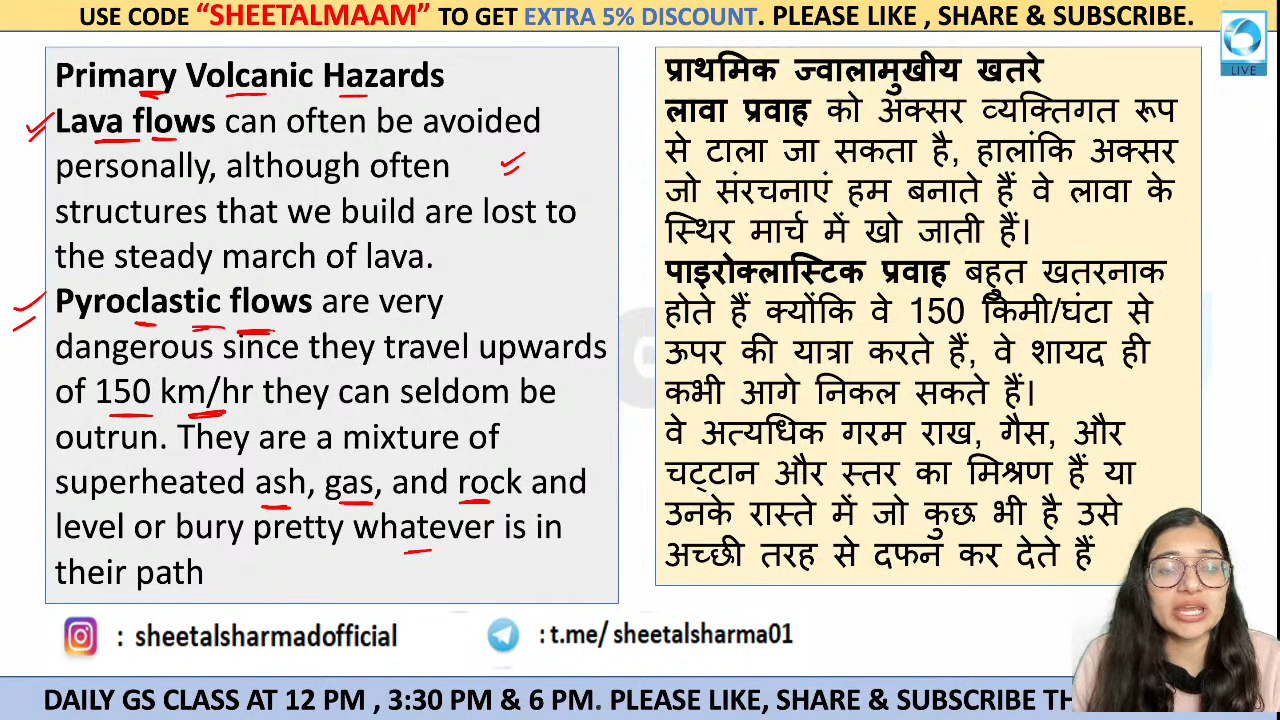 USE CODE “SHEETALMAAM” TO GET EXTRA 5% DISCOUNT. PLEASE LIKE , SHARE & SUBSCRIBE.
LIVE
Primary Volcanic Hazards
Lava flows can often be avoided
personally, although often
structures that we build are lost to
the steady march of lava.
Pyroclastic flows are very
dangerous since they travel upwards
of 150 km/hr they can seldom be
outrun. They are a mixture of
superheated ash, gas, and rock and
level or bury pretty whatever is in
their path
प्राथमिक ज्वालामुखीय खतरे
लावा प्रवाह को अक्सर व्यक्तिगत रूप
से टाला जा सकता है, हालांकि अक्सर
जो संरचनाएं हम बनाते हैं वे लावा के
स्थिर मार्च में खो जाती हैं।
पाइरोक्लास्टिक प्रवाह बहुत खतरनाक
होते हैं क्योंकि वे 150 किमी/घंटा से
ऊपर की यात्रा करते हैं, वे शायद ही
कभी आगे निकल सकते हैं।
वे अत्यधिक गरम राख, गैस, और
चट्टान और स्तर का मिश्रण हैं या
उनके रास्ते में जो कुछ भी है उसे
अच्छी तरह से दफन कर देते हैं
: sheetalsharmadofficial
: t.me/ sheetalsharma01
DAILY GS CLASS AT 12 PM , 3:30 PM & 6 PM. PLEASE LIKE, SHARE & SUBSCRIBE